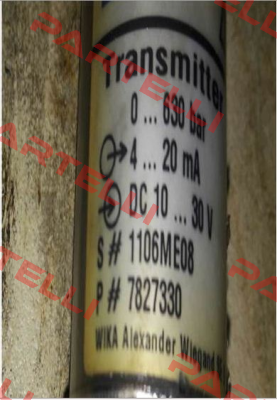 Transmitter
0 ... 630 bar
4 ... 20 mA
DC 10 ... 30 V
S # 1106ME08
P # 7827330
WIKA Alexander Wiegand
PARTELLI
PARTELLI
PARTELLI